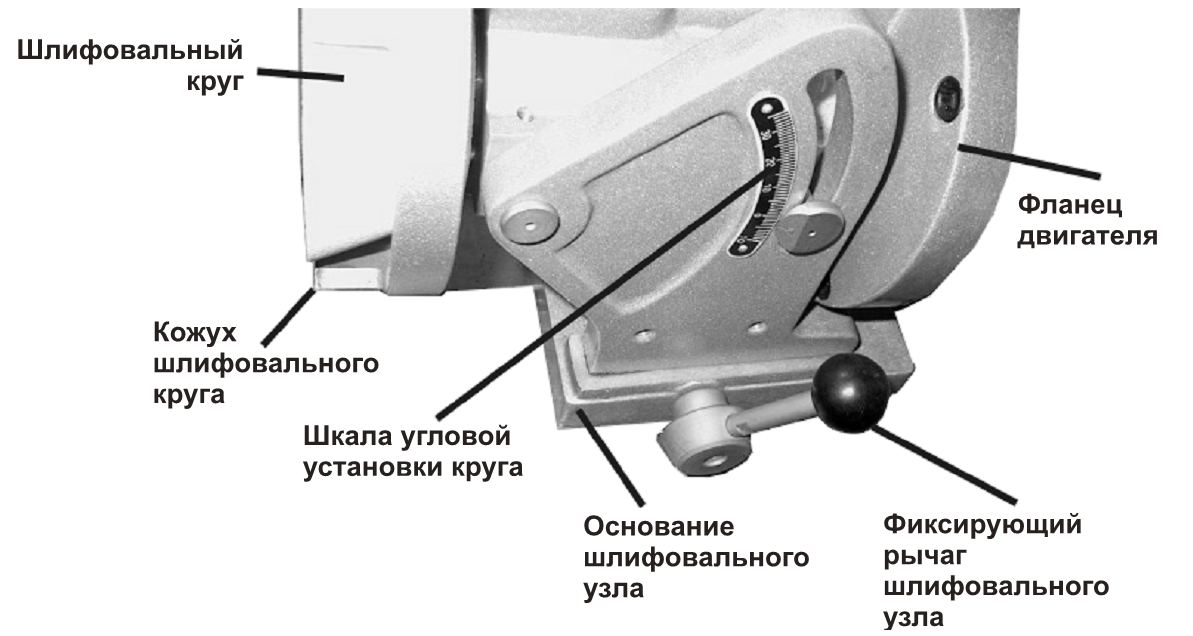 Шлифовальный
круг
Фланец
двигателя
Кожух
шлифовального
круга
Шкала угловой
установки круга
Основание
шлифовального
узла
Фиксирующий
рычаг
шлифовального
узла